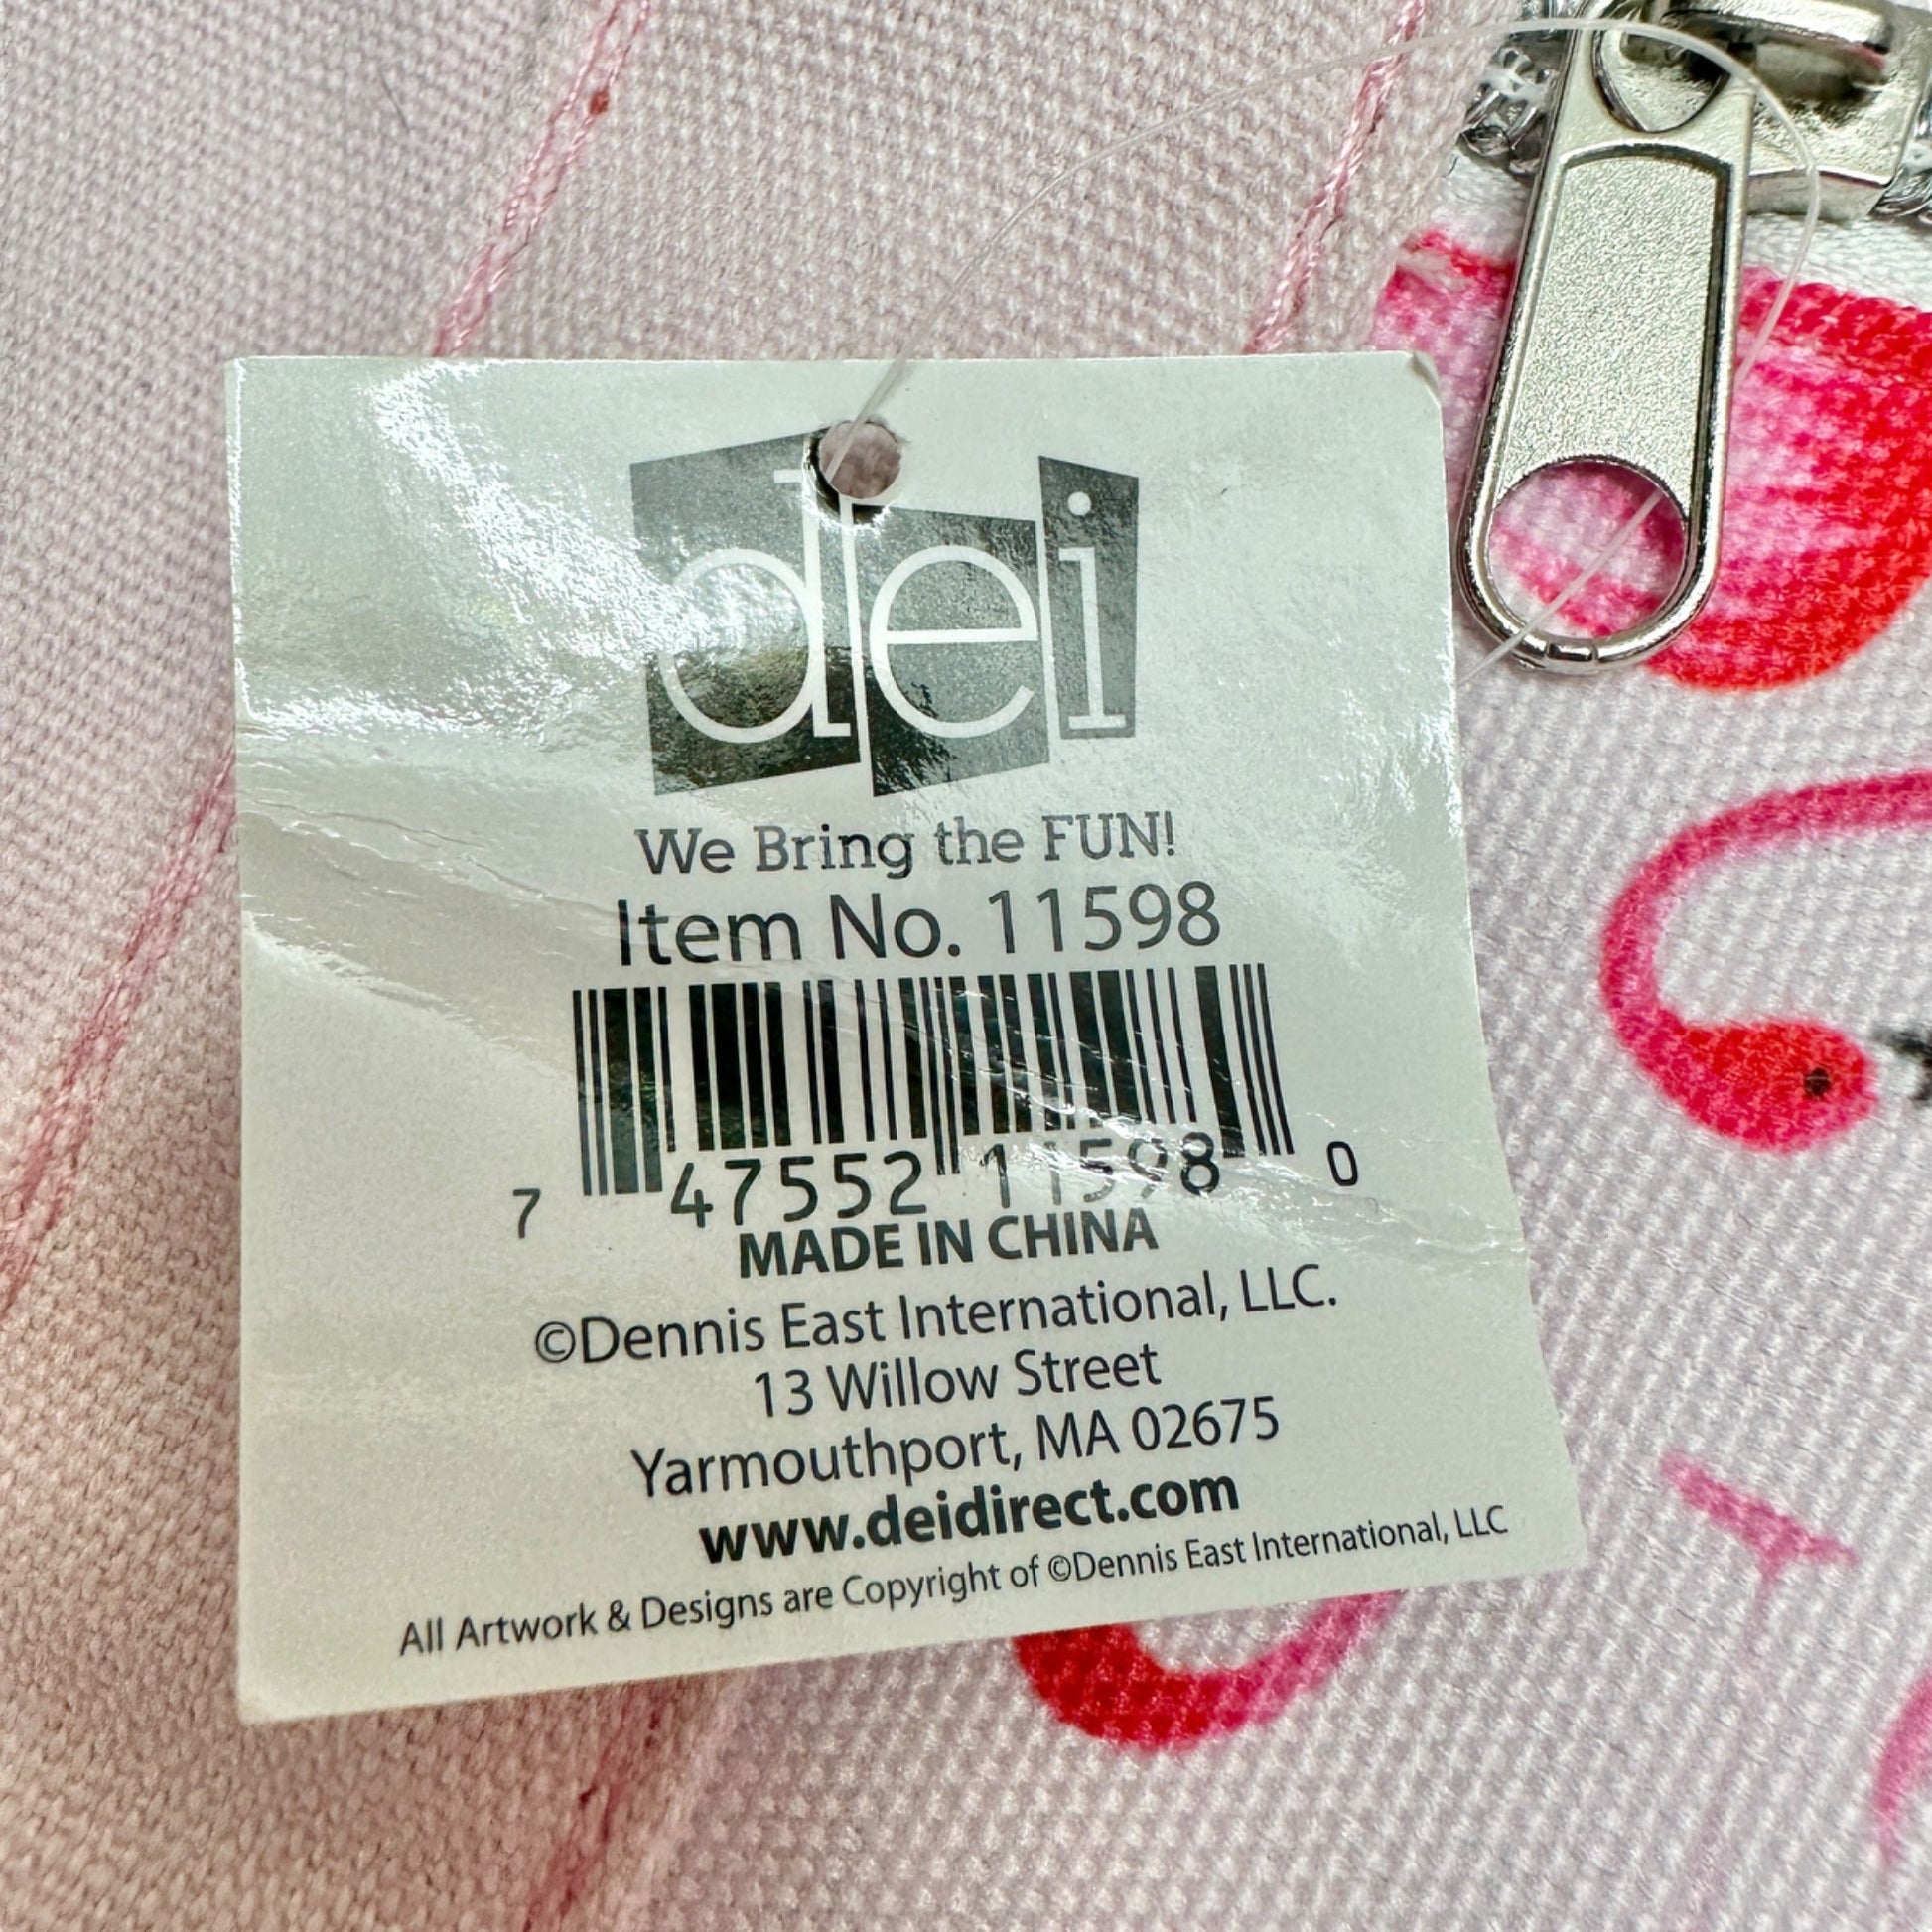 dei
We Bring the FUN!
Item No. 11598
7 47552 11598 0
MADE IN CHINA
©Dennis East International, LLC.
13 Willow Street
Yarmouthport, MA 02675
www.deidirect.com
All Artwork & Designs are Copyright of ©Dennis East International, LLC